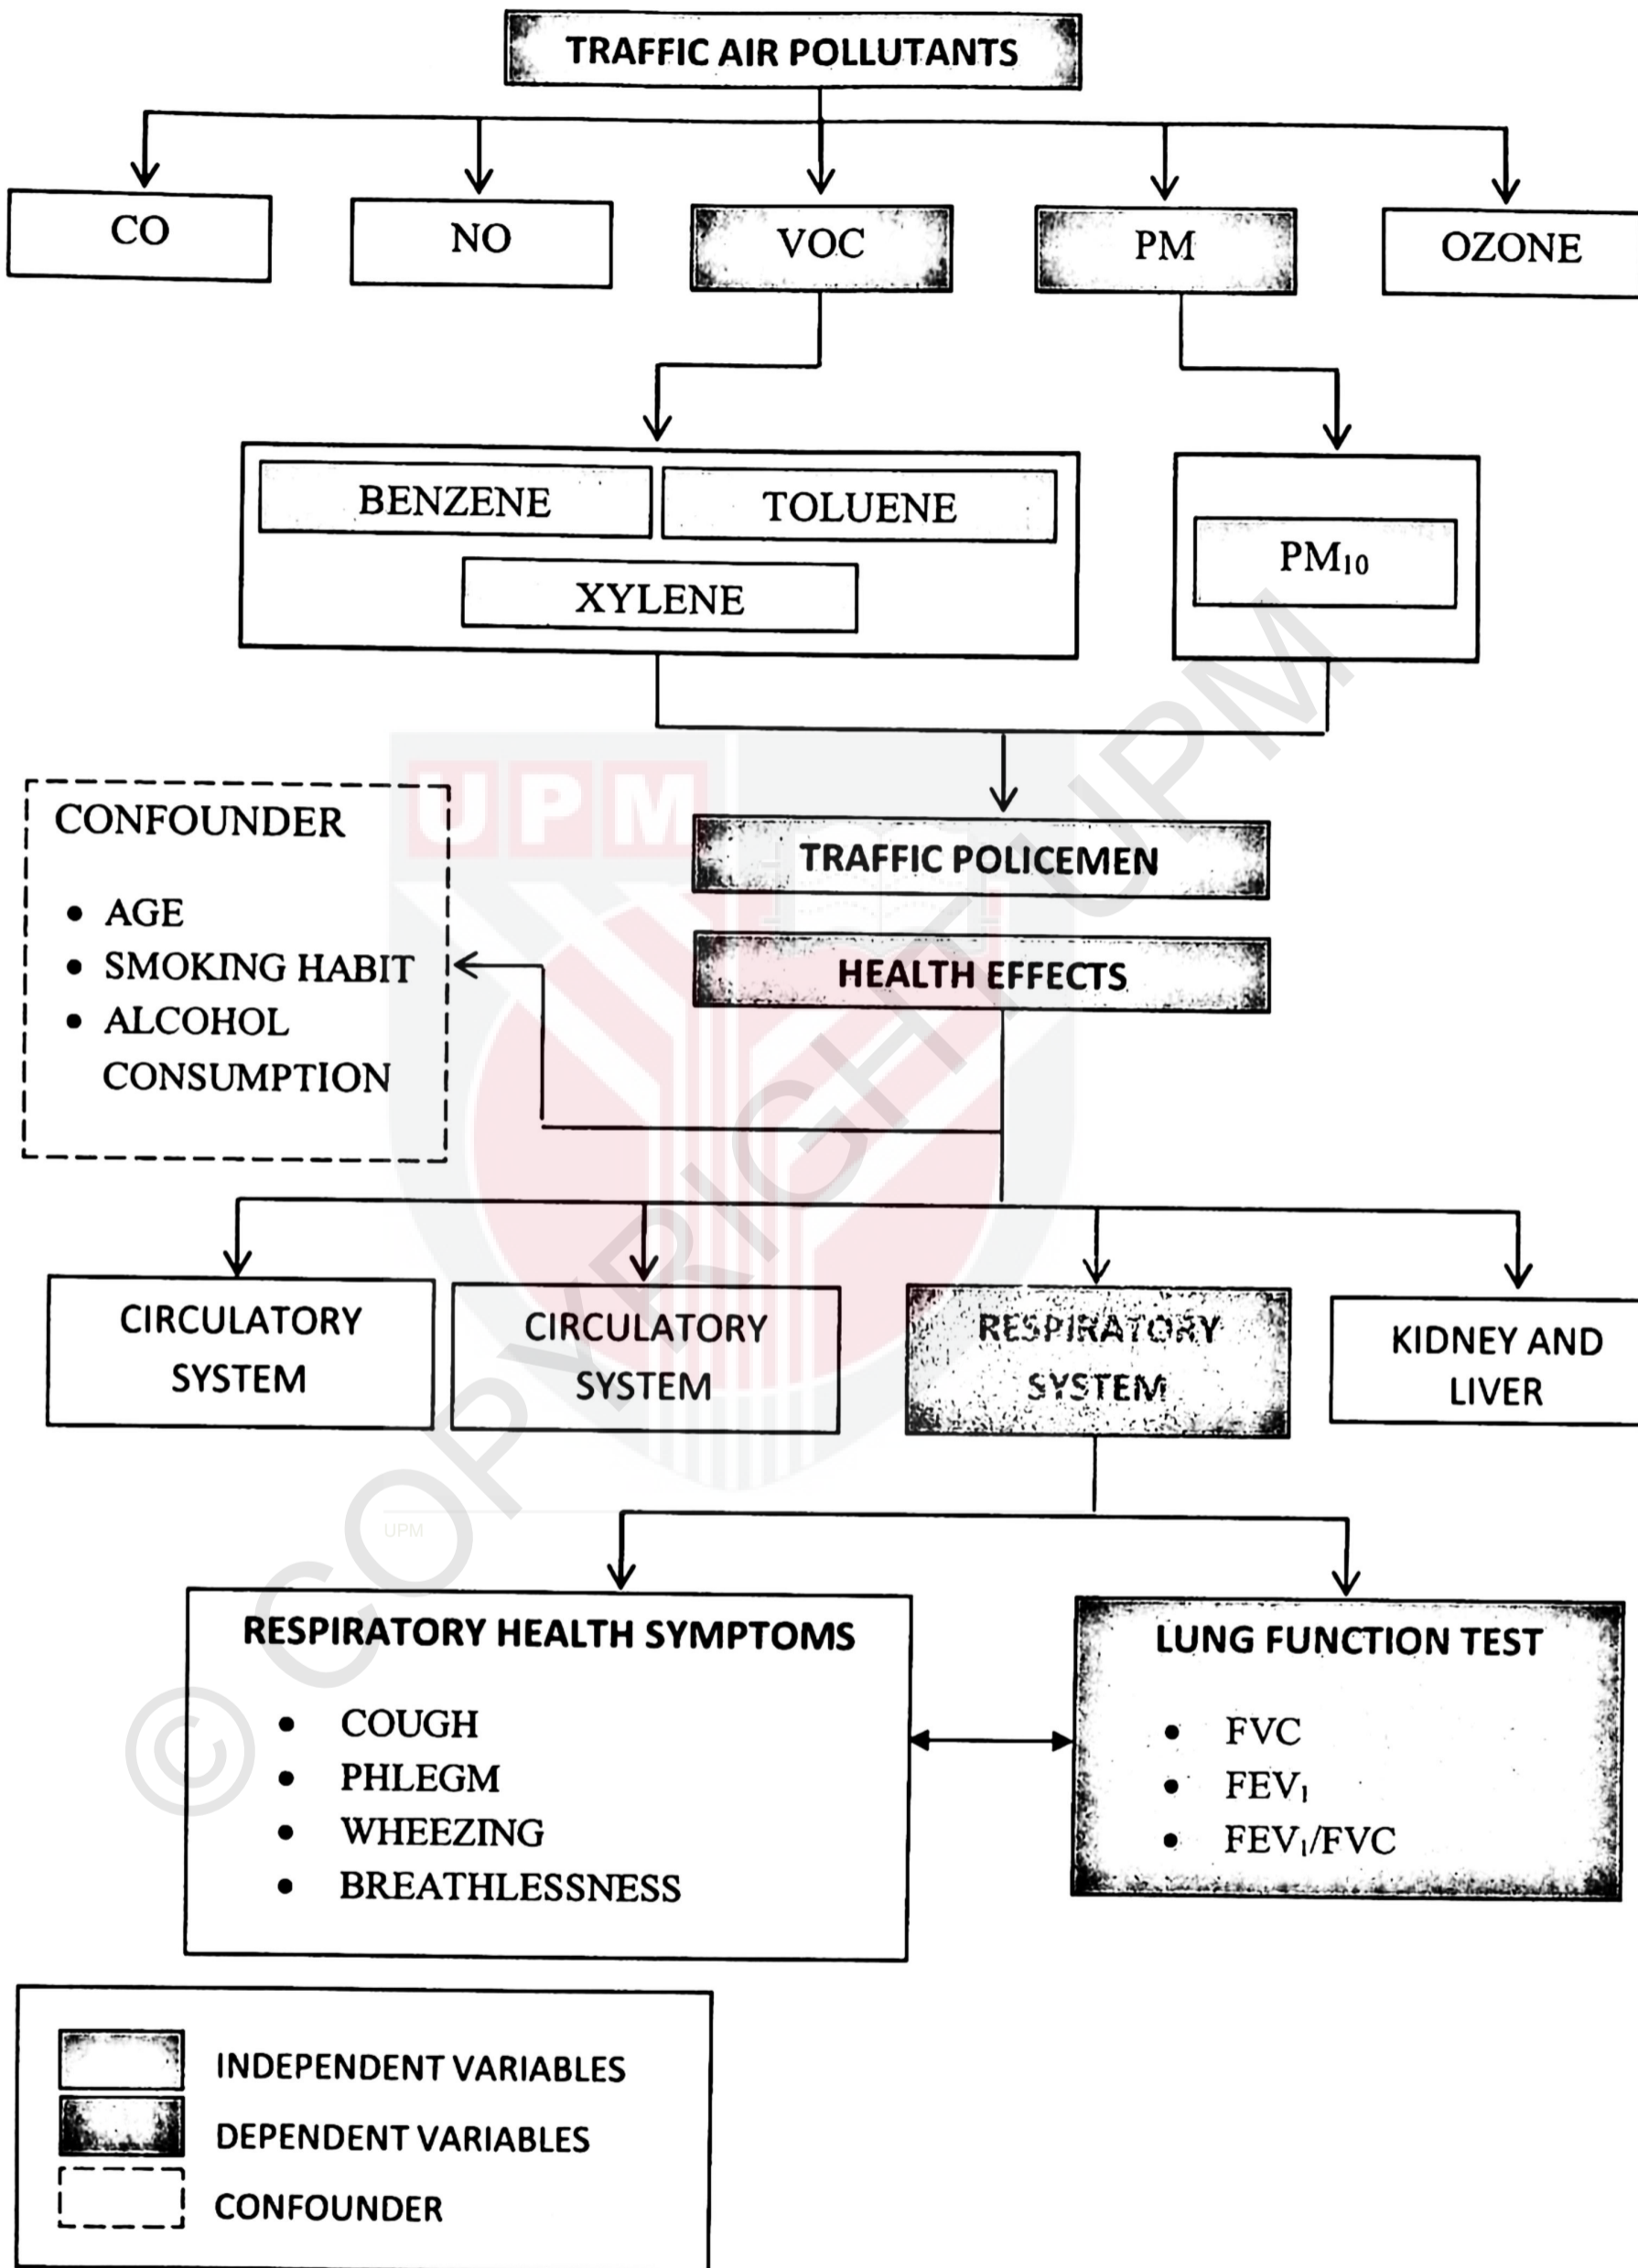 TRAFFIC AIR POLLUTANTS
CO
NO
VOC
PM
OZONE
BENZENE
TOLUENE
XYLENE
PM₁₀
UPM
CONFOUNDER
• AGE
• SMOKING HABIT
• ALCOHOL
CONSUMPTION
TRAFFIC POLICEMEN
HEALTH EFFECTS
CIRCULATORY
SYSTEM
CIRCULATORY
SYSTEM
RESPIRATORY
SYSTEM
KIDNEY AND
LIVER
UPM
© COPYRIGHT UPM
RESPIRATORY HEALTH SYMPTOMS
• COUGH
• PHLEGM
• WHEEZING
• BREATHLESSNESS
LUNG FUNCTION TEST
• FVC
• FEV₁
• FEV₁/FVC
INDEPENDENT VARIABLES
DEPENDENT VARIABLES
CONFOUNDER